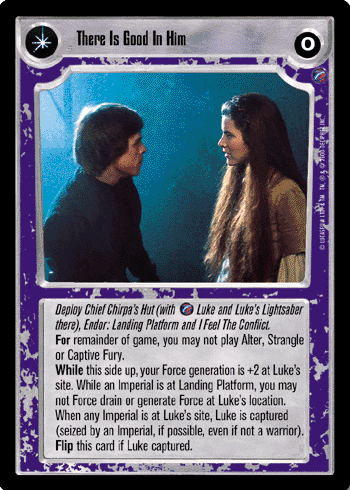 There Is Good In Him
0
Deploy Chief Chirpa's Hut (with Luke and Luke's Lightsaber
there), Endor: Landing Platform and I Feel The Conflict.
For remainder of game, you may not play Alter, Strangle
or Captive Fury.
While this side up, your Force generation is +2 at Luke's
site. While an Imperial is at Landing Platform, you may
not Force drain or generate Force at Luke's location.
When any Imperial is at Luke's site, Luke is captured
(seized by an Imperial, if possible, even if not a warrior).
Flip this card if Luke captured.